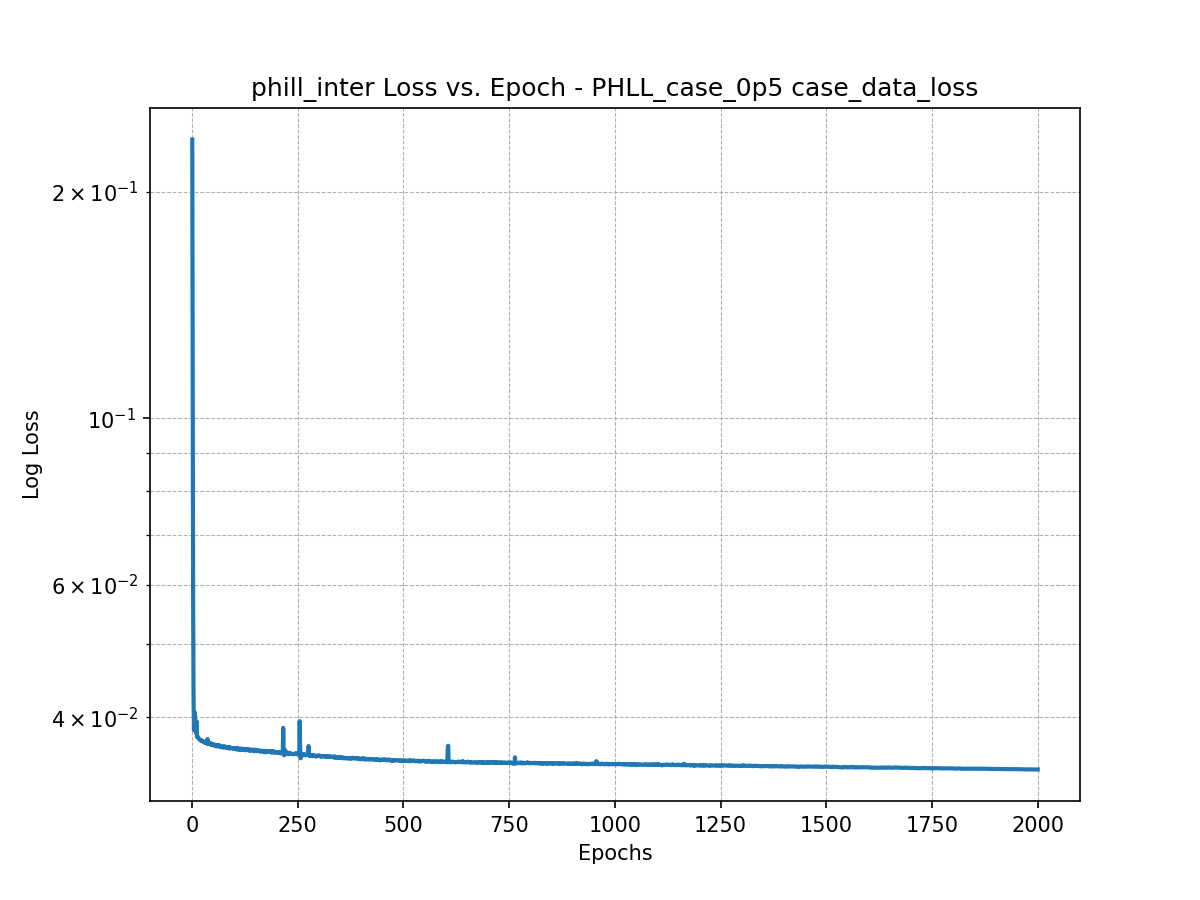 phill_inter Loss vs. Epoch - PHLL_case_0p5 case_data_loss
2 × 10⁻¹
10⁻¹
6 × 10⁻²
4 × 10⁻²
Log Loss
0 250 500 750 1000 1250 1500 1750 2000
Epochs